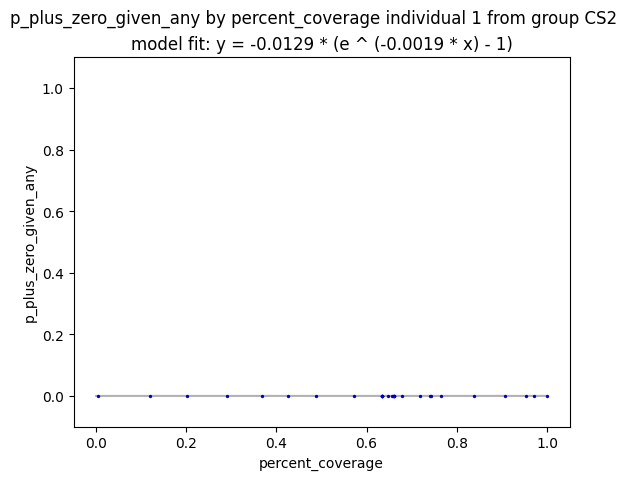 p_plus_zero_given_any by percent_coverage individual 1 from group CS2
model fit: y = -0.0129 * (e ^ (-0.0019 * x) - 1)
1.0
0.8
0.6
0.4
0.2
0.0
p_plus_zero_given_any
0.0 0.2 0.4 0.6 0.8 1.0
percent_coverage